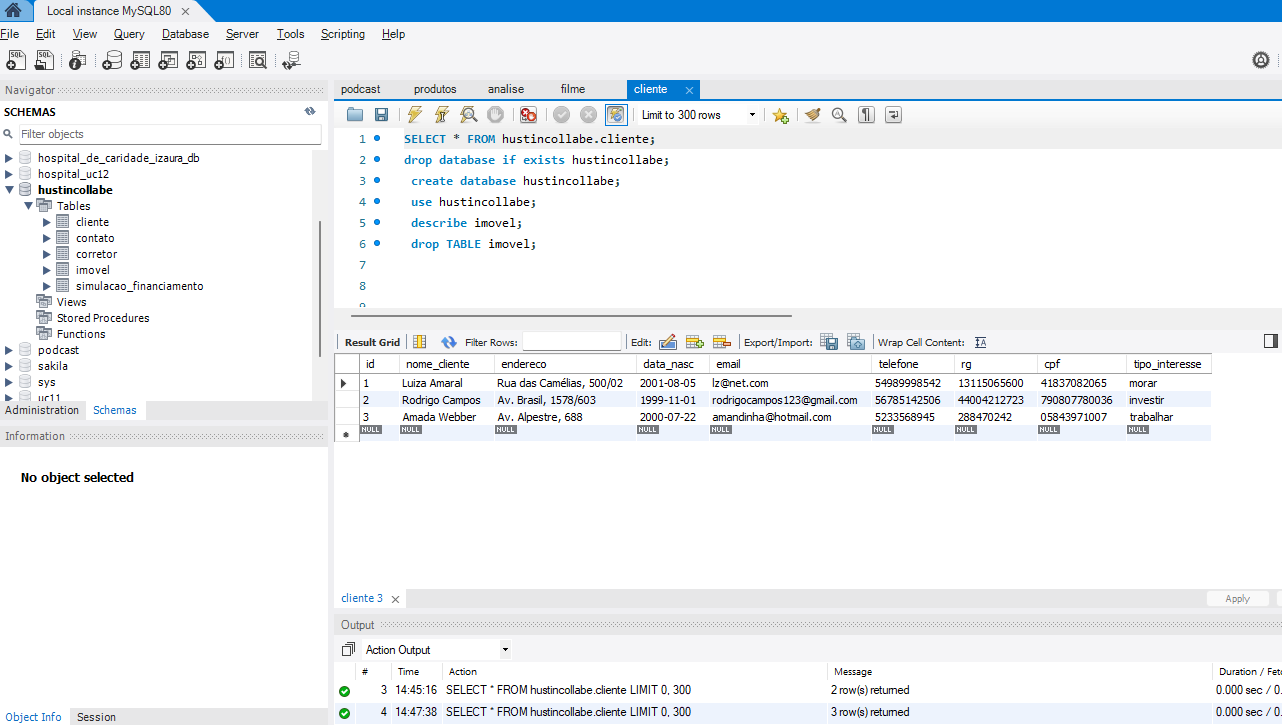 Local instance MySQL80
File Edit View Query Database Server Tools Scripting Help
Navigator
SCHEMAS
Filter objects
hospital_de_caridade_izaura_db
hospital_uc12
hustincollabe
Tables
cliente
contato
corretor
imovel
simulacao_financiamento
Views
Stored Procedures
Functions
podcast
sakila
sys
uc11
Administration Schemas
Information
No object selected
Object Info Session
podcast produtos analise filme cliente
Limit to 300 rows
1 SELECT * FROM hustincollabe.cliente;
2 drop database if exists hustincollabe;
3 create database hustincollabe;
4 use hustincollabe;
5 describe imovel;
6 drop TABLE imovel;
7
8
9
Result Grid Filter Rows: Edit: Export/Import: Wrap Cell Content:
id nome_cliente endereco data_nasc email telefone rg cpf tipo_interesse
1 Luiza Amaral Rua das Camélias, 500/02 2001-08-05 lz@net.com 54989998542 13115065600 41837082065 morar
2 Rodrigo Campos Av. Brasil, 1578/603 1999-11-01 rodrigocampos123@gmail.com 56785142506 44004212723 790807780036 investir
3 Amada Webber Av. Alpestre, 688 2000-07-22 amandinha@hotmail.com 5233568945 288470242 05843971007 trabalhar
NULL NULL NULL NULL NULL NULL NULL NULL NULL
cliente 3
Apply
Output
Action Output
# Time Action Message Duration / Fetc
3 14:45:16 SELECT * FROM hustincollabe.cliente LIMIT 0, 300 2 row(s) returned 0.000 sec / 0.
4 14:47:38 SELECT * FROM hustincollabe.cliente LIMIT 0, 300 3 row(s) returned 0.000 sec / 0.